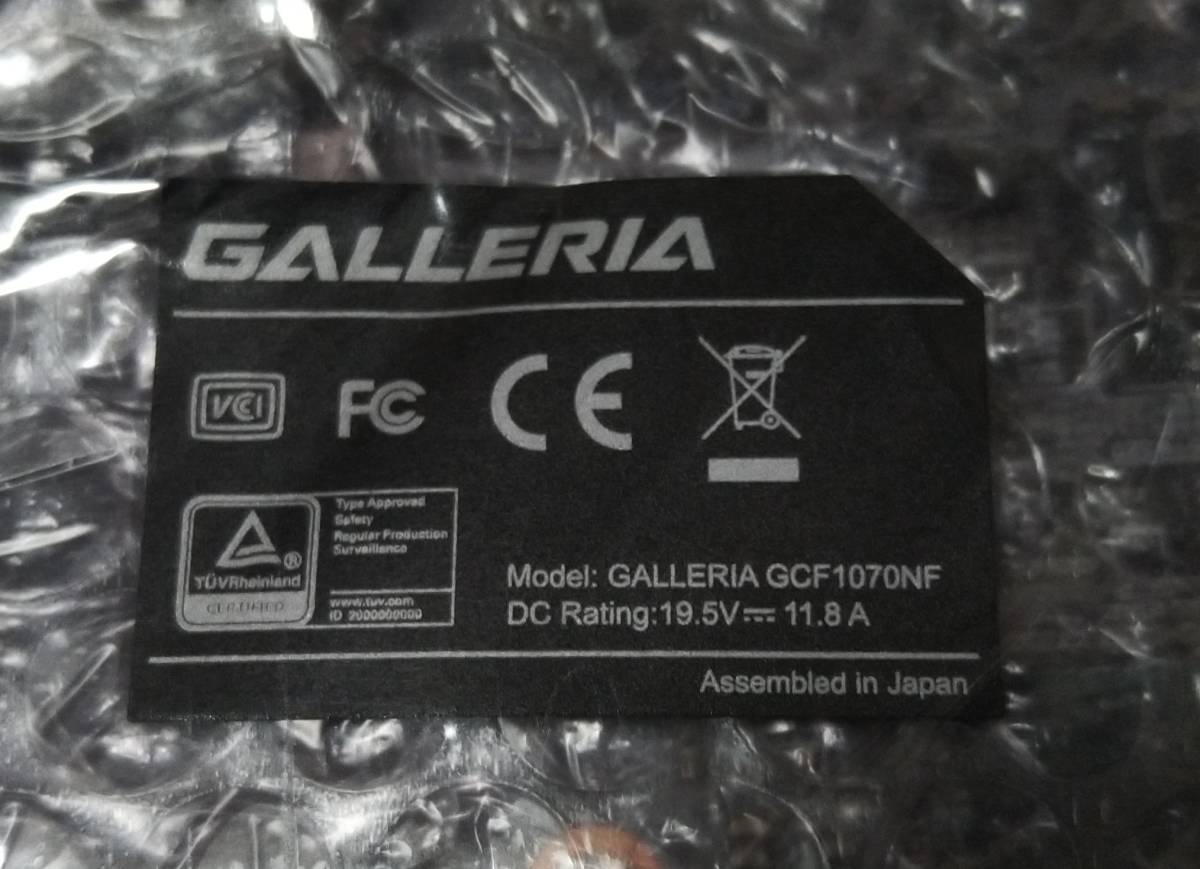 GALLERIA
VCI FC CE
Type Approved
Safety
Regular Production
Surveillance
TÜVRheinland
CERTIFIED
www.tuv.com
ID 2000000000
Model: GALLERIA GCF1070NF
DC Rating:19.5V⎓ 11.8 A
Assembled in Japan